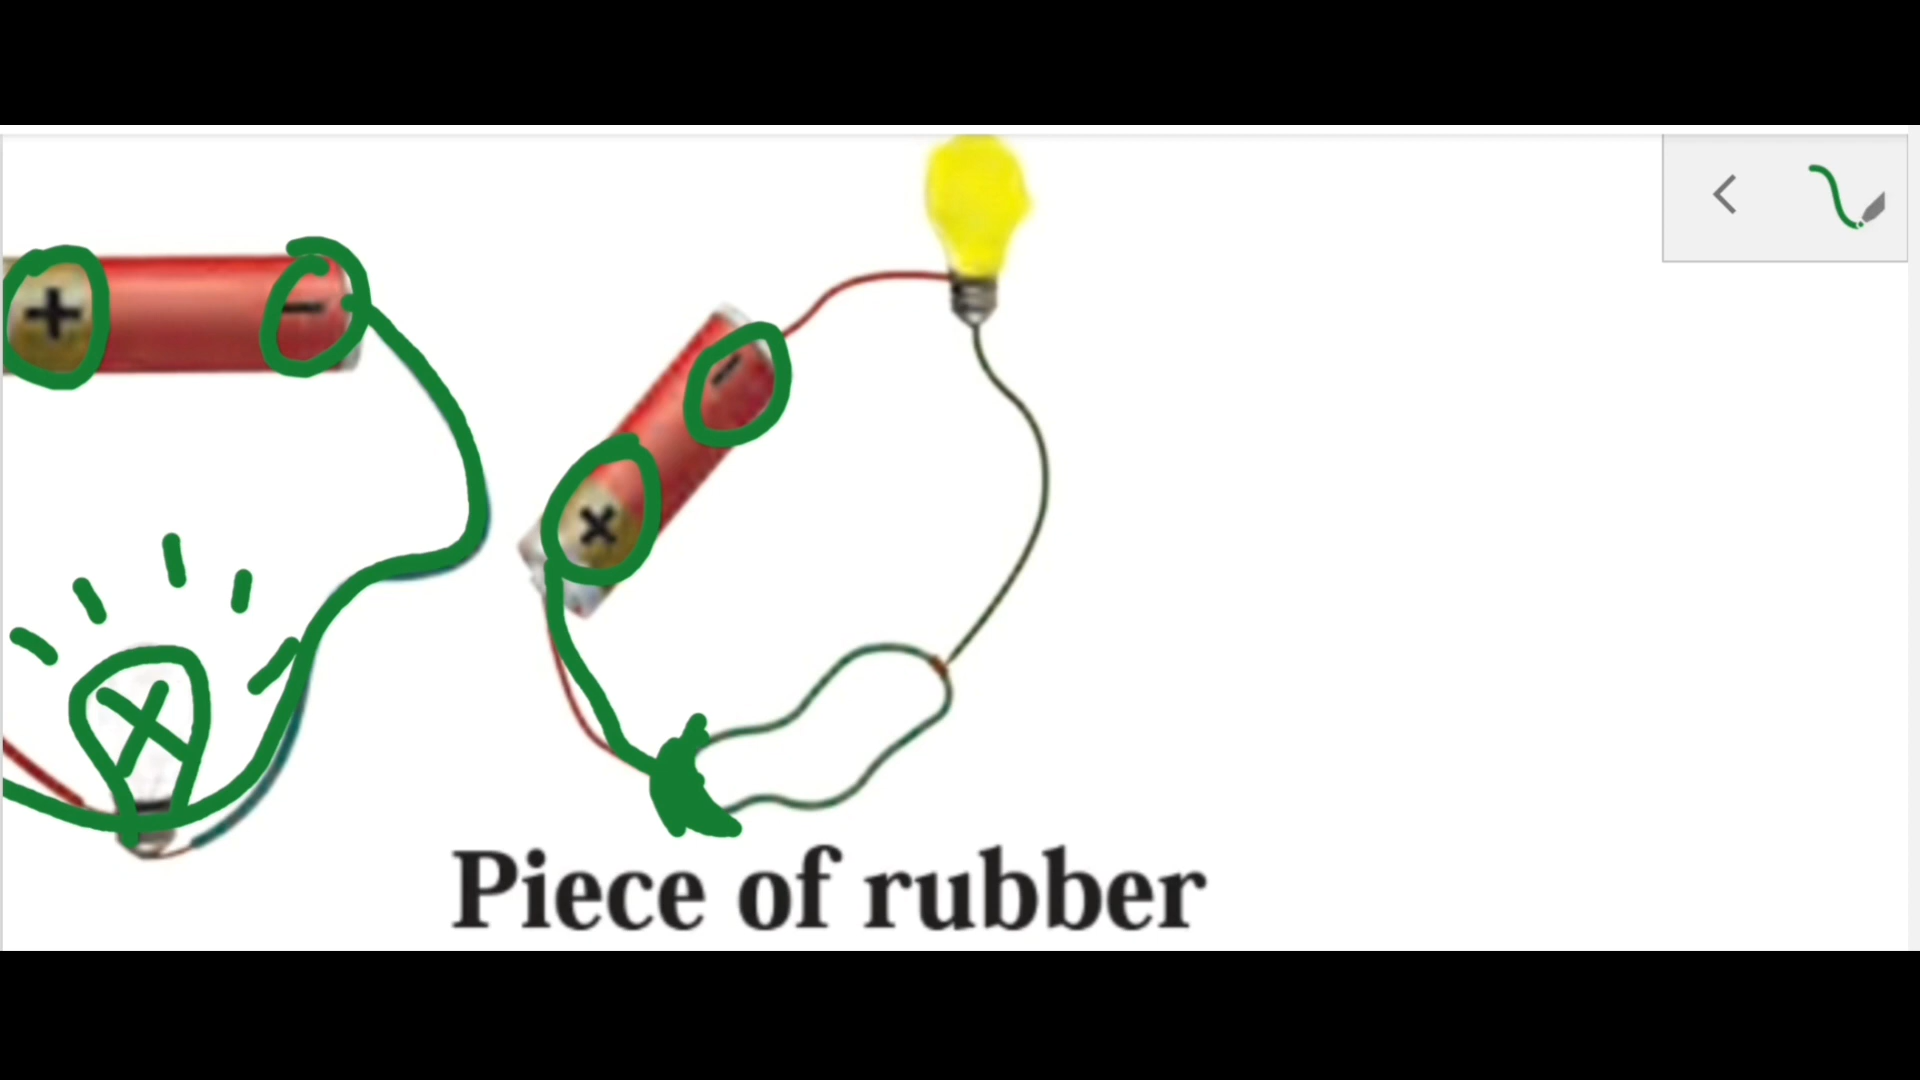 + −
−
+
Piece of rubber